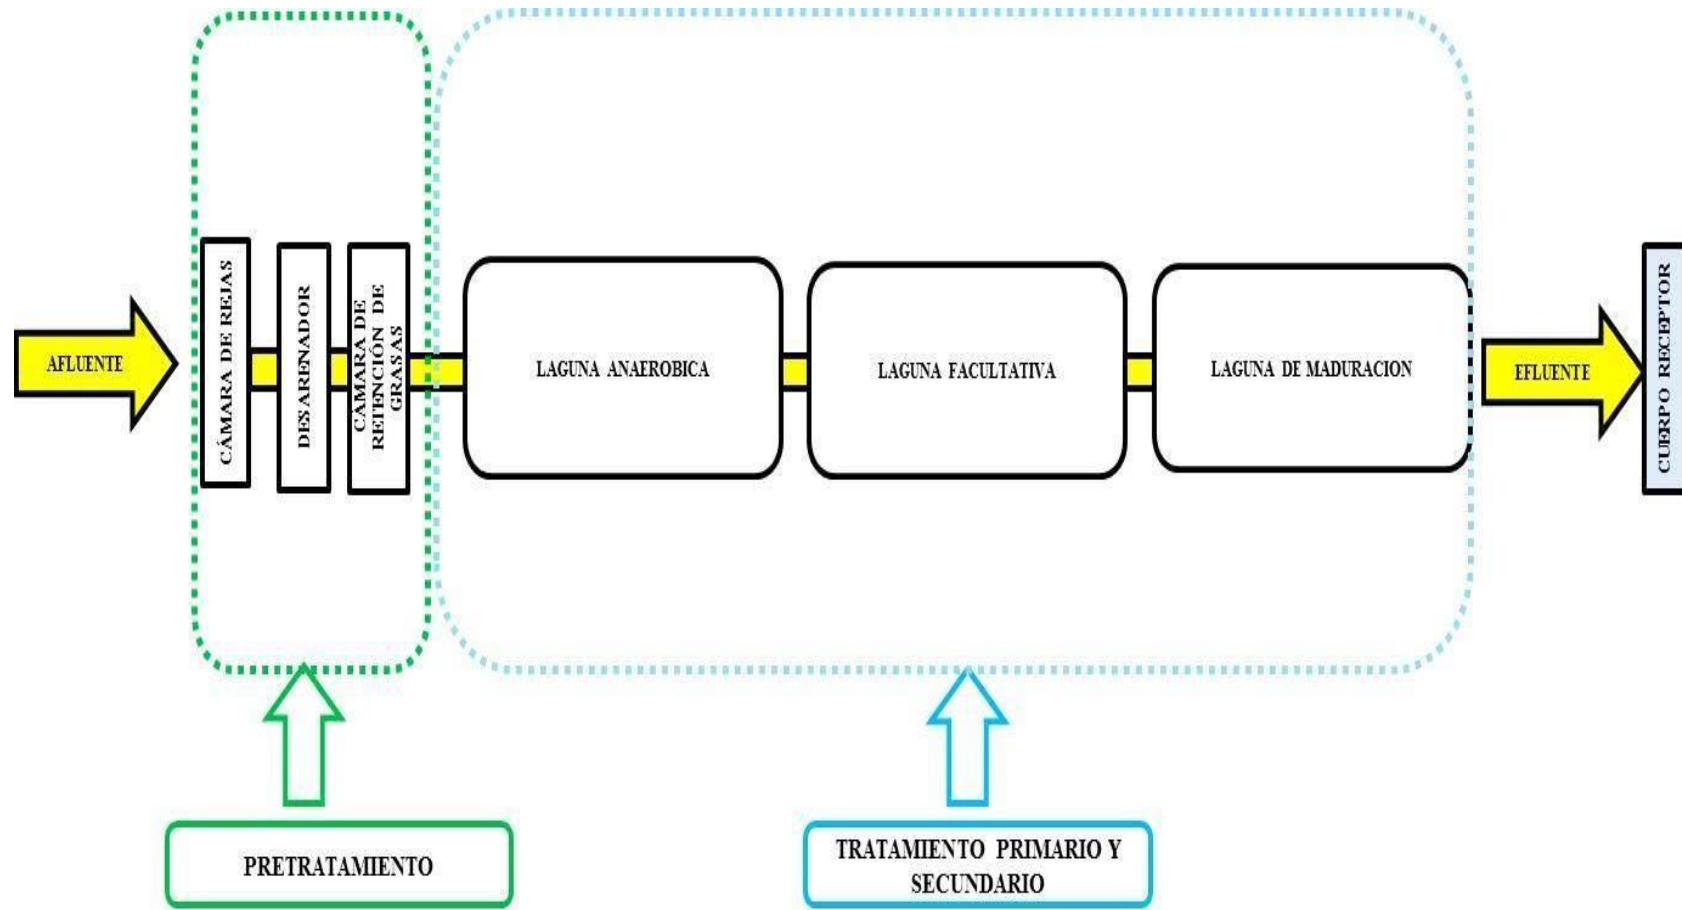 AFLUENTE
CÁMARA DE REJAS
DESARENADOR
CÁMARA DE
RETENCIÓN DE
GRASAS
LAGUNA ANAEROBICA
LAGUNA FACULTATIVA
LAGUNA DE MADURACION
EFLUENTE
CUERPO RECEPTOR
PRETRATAMIENTO
TRATAMIENTO PRIMARIO Y
SECUNDARIO